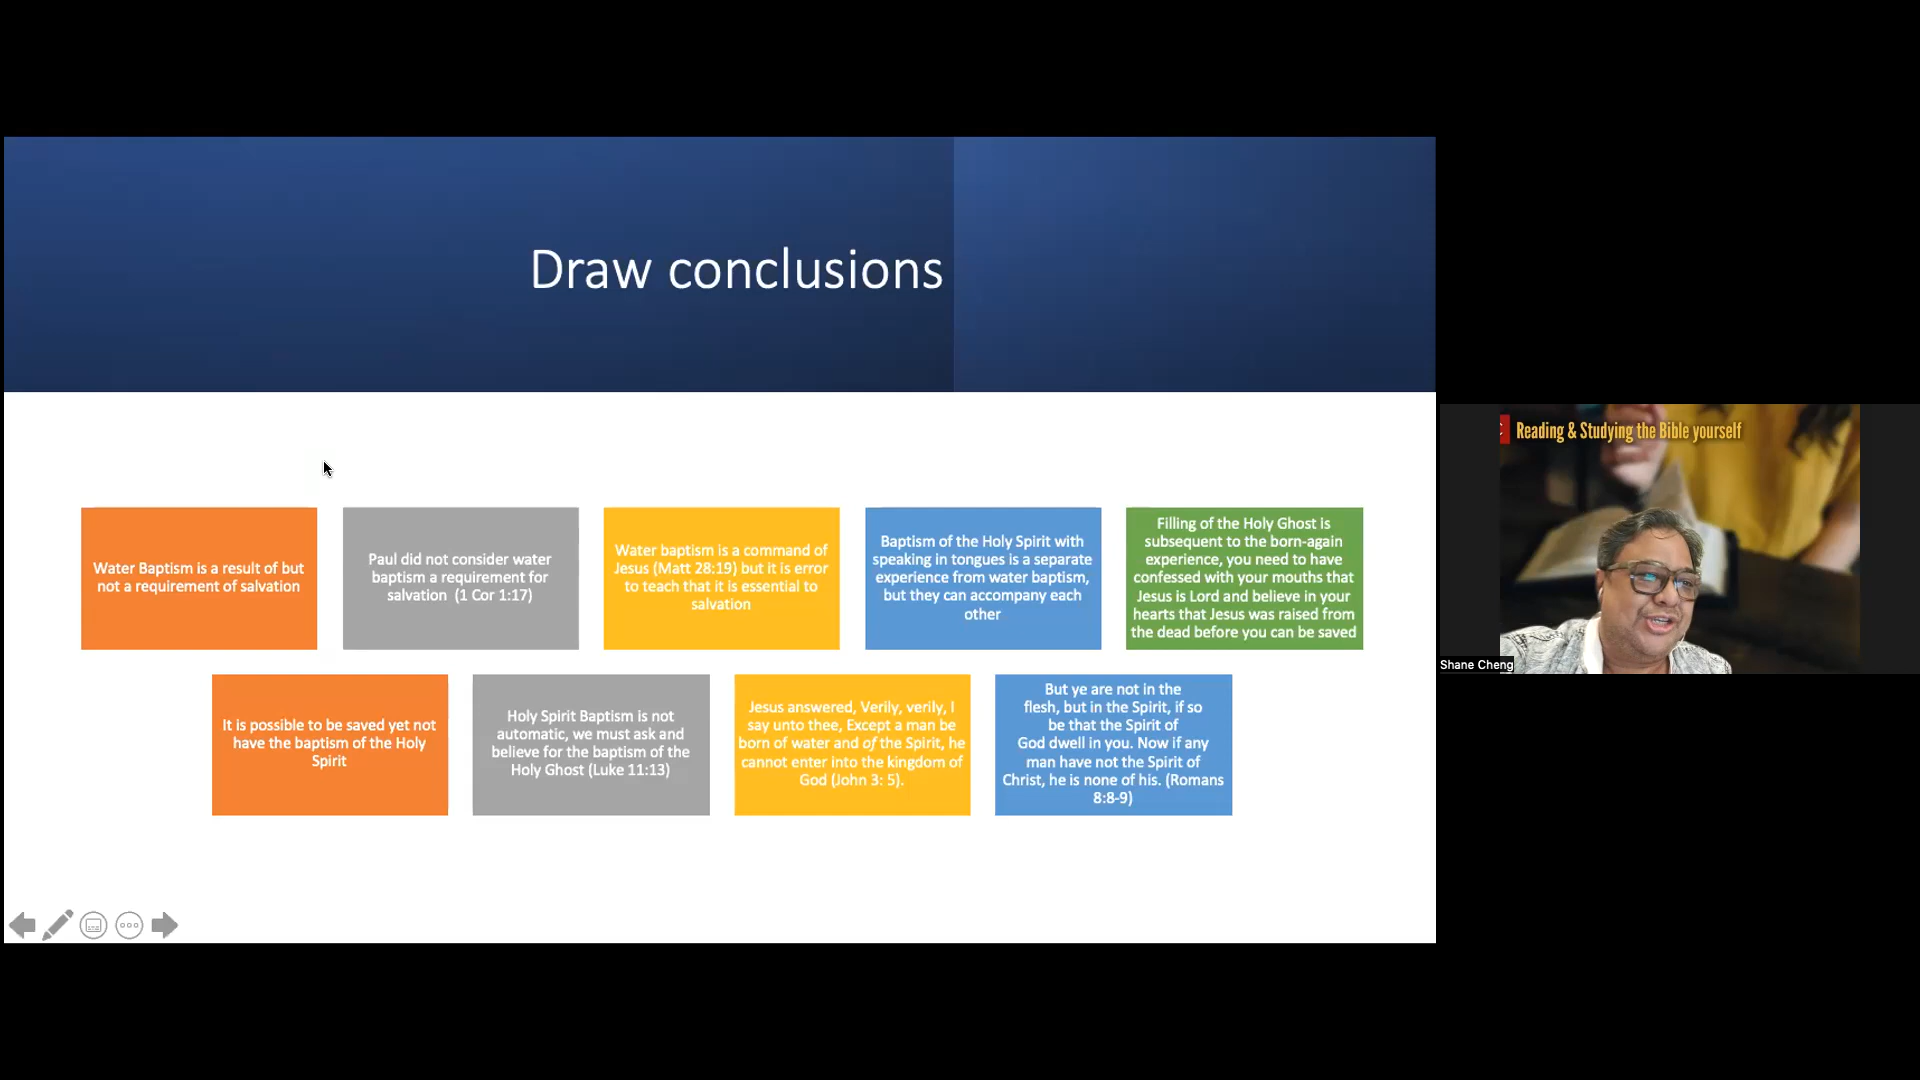 Draw conclusions
Water Baptism is a result of but
not a requirement of salvation
Paul did not consider water
baptism a requirement for
salvation (1 Cor 1:17)
Water baptism is a command of
Jesus (Matt 28:19) but it is error
to teach that it is essential to
salvation
Baptism of the Holy Spirit with
speaking in tongues is a separate
experience from water baptism,
but they can accompany each
other
Filling of the Holy Ghost is
subsequent to the born-again
experience, you need to have
confessed with your mouths that
Jesus is Lord and believe in your
hearts that Jesus was raised from
the dead before you can be saved
It is possible to be saved yet not
have the baptism of the Holy
Spirit
Holy Spirit Baptism is not
automatic, we must ask and
believe for the baptism of the
Holy Ghost (Luke 11:13)
Jesus answered, Verily, verily, I
say unto thee, Except a man be
born of water and of the Spirit, he
cannot enter into the kingdom of
God (John 3: 5).
But ye are not in the
flesh, but in the Spirit, if so
be that the Spirit of
God dwell in you. Now if any
man have not the Spirit of
Christ, he is none of his. (Romans
8:8-9)
Reading & Studying the Bible yourself
Shane Cheng